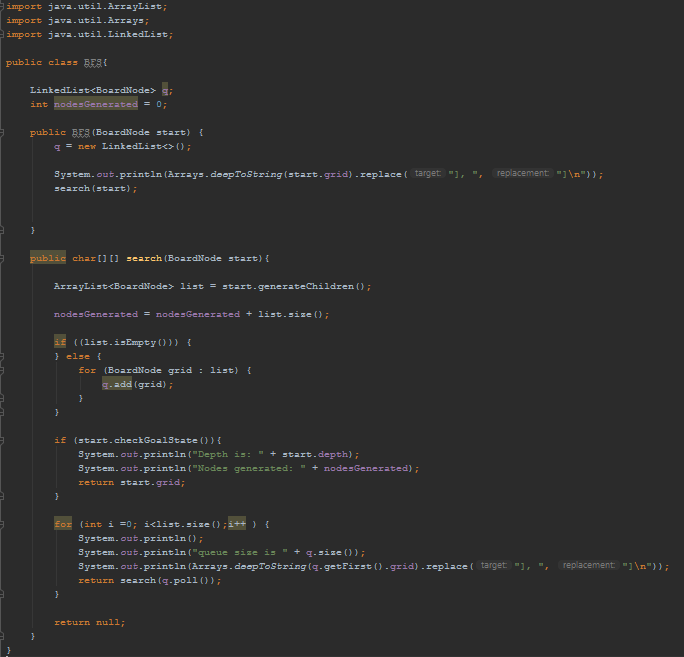 import java.util.ArrayList;
import java.util.Arrays;
import java.util.LinkedList;
public class BFS{
LinkedList<BoardNode> q;
int nodesGenerated = 0;
public BFS(BoardNode start) {
q = new LinkedList<>();
System.out.println(Arrays.deepToString(start.grid).replace( target: "], ", replacement: "]\n"));
search(start);
}
public char[][] search(BoardNode start){
ArrayList<BoardNode> list = start.generateChildren();
nodesGenerated = nodesGenerated + list.size();
if ((list.isEmpty())) {
} else {
for (BoardNode grid : list) {
q.add(grid);
}
}
if (start.checkGoalState()){
System.out.println("Depth is: " + start.depth);
System.out.println("Nodes generated: " + nodesGenerated);
return start.grid;
}
for (int i =0; i<list.size();i++ ) {
System.out.println();
System.out.println("queue size is " + q.size());
System.out.println(Arrays.deepToString(q.getFirst().grid).replace( target: "], ", replacement: "]\n"));
return search(q.poll());
}
return null;
}
}